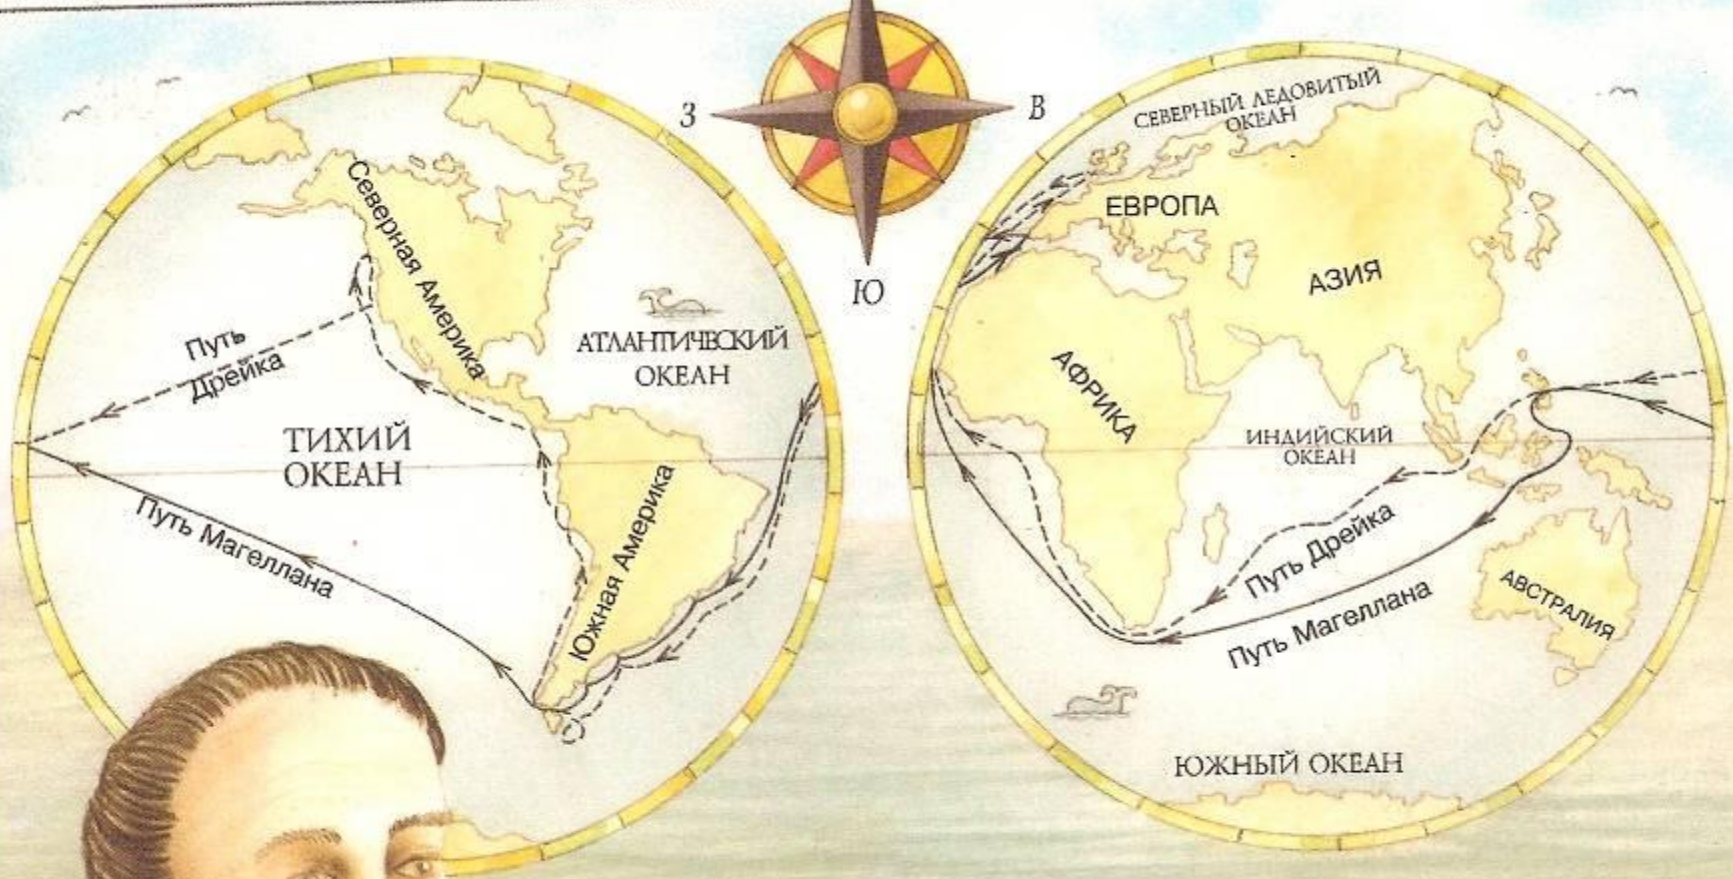 З
В
Ю
Северная Америка
АТЛАНТИЧЕСКИЙ
ОКЕАН
Путь
Дрейка
ТИХИЙ
ОКЕАН
Путь Магеллана
Южная Америка
СЕВЕРНЫЙ ЛЕДОВИТЫЙ
ОКЕАН
ЕВРОПА
АЗИЯ
АФРИКА
ИНДИЙСКИЙ
ОКЕАН
Путь Дрейка
Путь Магеллана
АВСТРАЛИЯ
ЮЖНЫЙ ОКЕАН